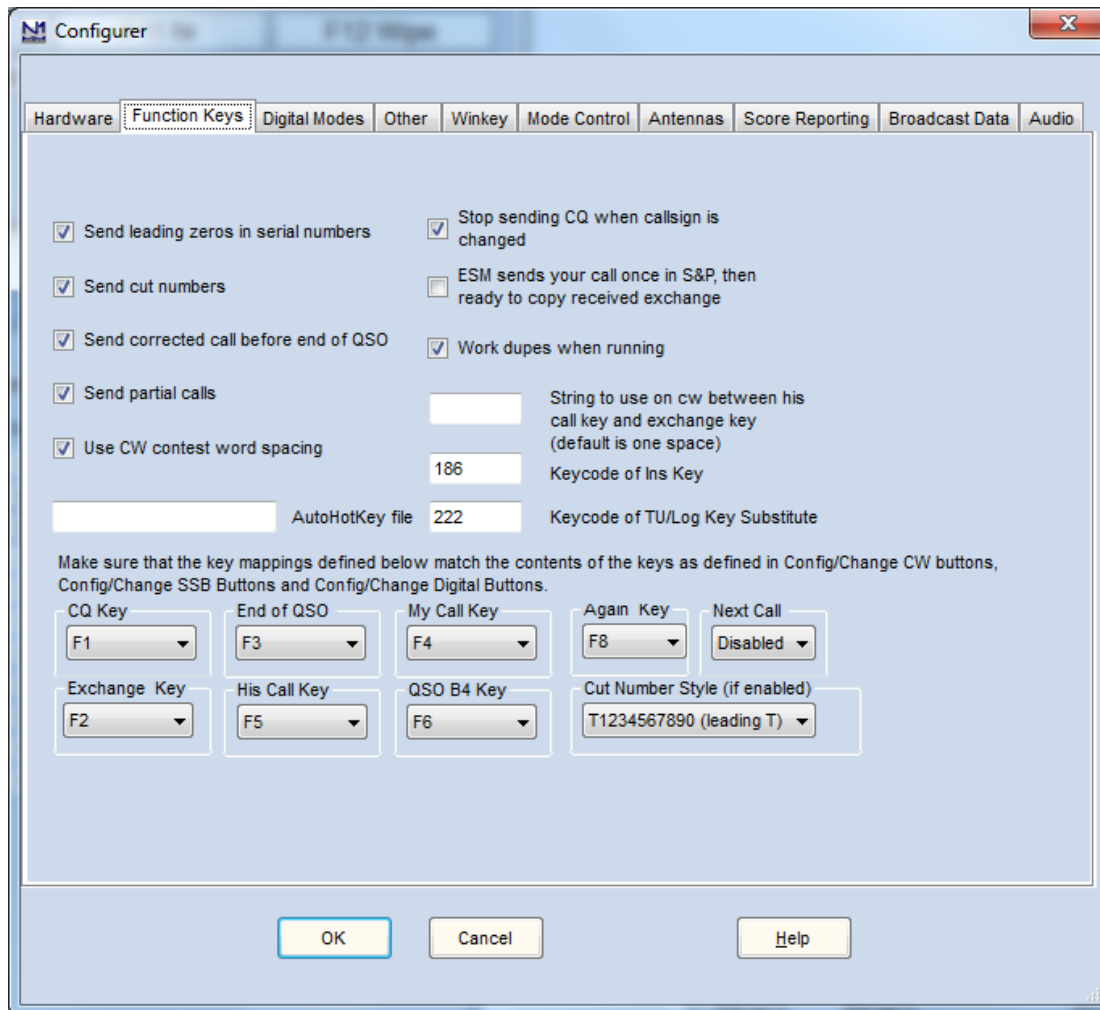 Configurer
F12 Wipe
Hardware Function Keys Digital Modes Other Winkey Mode Control Antennas Score Reporting Broadcast Data Audio
Send leading zeros in serial numbers
Stop sending CQ when callsign is
changed
Send cut numbers
ESM sends your call once in S&P, then
ready to copy received exchange
Send corrected call before end of QSO
Work dupes when running
Send partial calls
String to use on cw between his
call key and exchange key
(default is one space)
Use CW contest word spacing
186 Keycode of Ins Key
AutoHotKey file 222 Keycode of TU/Log Key Substitute
Make sure that the key mappings defined below match the contents of the keys as defined in Config/Change CW buttons,
Config/Change SSB Buttons and Config/Change Digital Buttons.
CQ Key End of QSO My Call Key Again Key Next Call
F1 F3 F4 F8 Disabled
Exchange Key His Call Key QSO B4 Key Cut Number Style (if enabled)
F2 F5 F6 T1234567890 (leading T)
OK Cancel Help